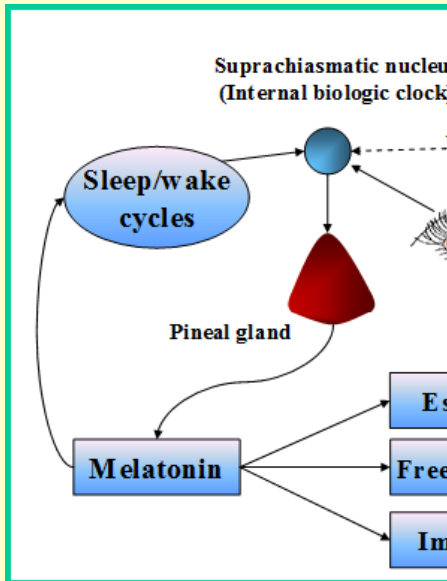 Suprachiasmatic nucleu
(Internal biologic clock)
Sleep/wake
cycles
Pineal gland
Es
Melatonin
Free
Im